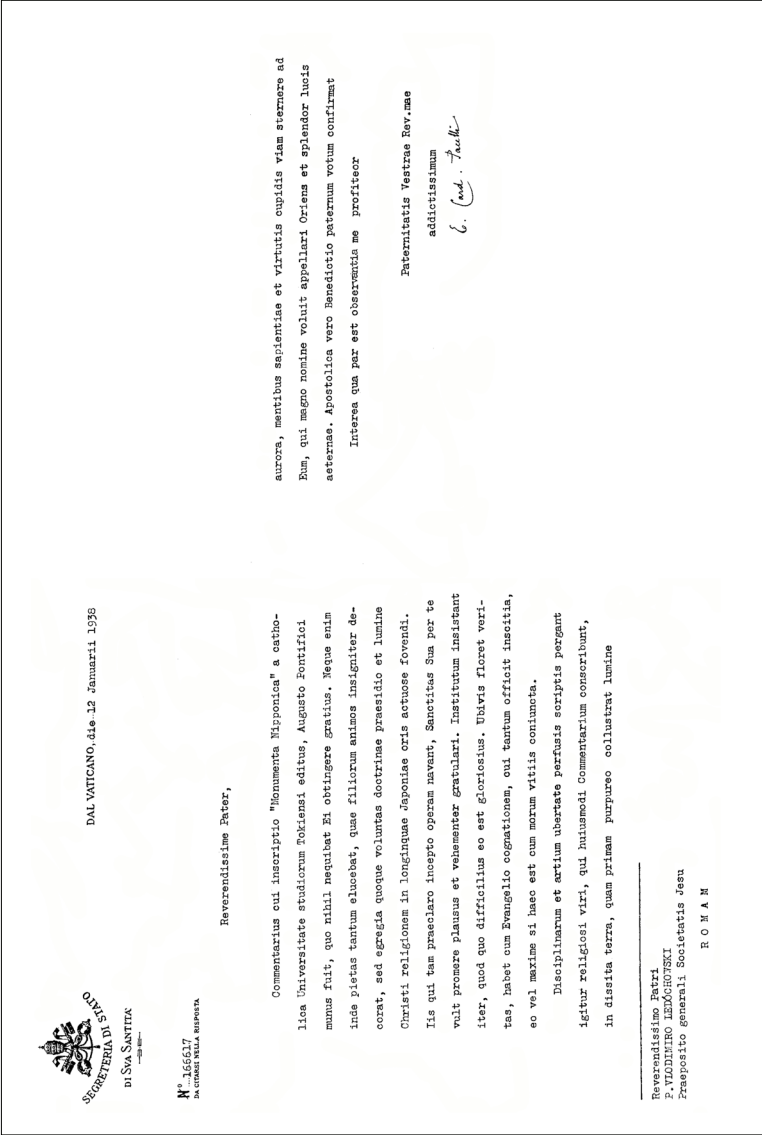 SEGRETERIA DI STATO
DI SVA SANTITÀ
N° 166617
DA CITARSI NELLA RISPOSTA
DAL VATICANO, die 12 Januarii 1938
Reverendissime Pater,
Commentarius cui inscriptio "Monumenta Nipponica" a catho-
lica Universitate studiorum Tokiensi editus, Augusto Pontifici
munus fuit, quo nihil nequibat Ei obtingere gratius. Neque enim
inde pietas tantum elucebat, quae filiorum animos insigniter de-
corat, sed egregia quoque voluntas doctrinae praesidio et lumine
Christi religionem in longinquae Japoniae oris actuose fovendi.
Iis qui tam praeclaro incepto operam navant, Sanctitas Sua per te
vult promere plausus et vehementer gratulari. Institutum insistant
iter, quod quo difficilius eo est gloriosius. Ubivis floret veri-
tas, habet cum Evangelio cognationem, cui tantum officit inscitia,
eo vel maxime si haec est cum morum vitiis coniuncta.
Disciplinarum et artium ubertate perfusis scriptis pergant
igitur religiosi viri, qui huiusmodi Commentarium conscribunt,
in dissita terra, quam primam purpureo collustrat lumine
Reverendissimo Patri
P.VLODIMIRO LEDÓCHOWSKI
Praeposito generali Societatis Jesu
R O M A M
aurora, mentibus sapientiae et virtutis cupidis viam sternere ad
Eum, qui magno nomine voluit appellari Oriens et splendor lucis
aeternae. Apostolica vero Benedictio paternum votum confirmat
Interea qua par est observantia me profiteor
Paternitatis Vestrae Rev.mae
addictissimum
E. Card. Pacelli